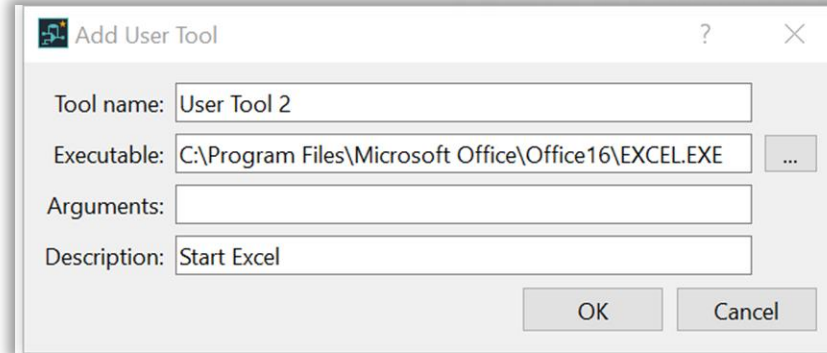 Add User Tool ? ×
Tool name: User Tool 2
Executable: C:\Program Files\Microsoft Office\Office16\EXCEL.EXE ...
Arguments:
Description: Start Excel
OK Cancel